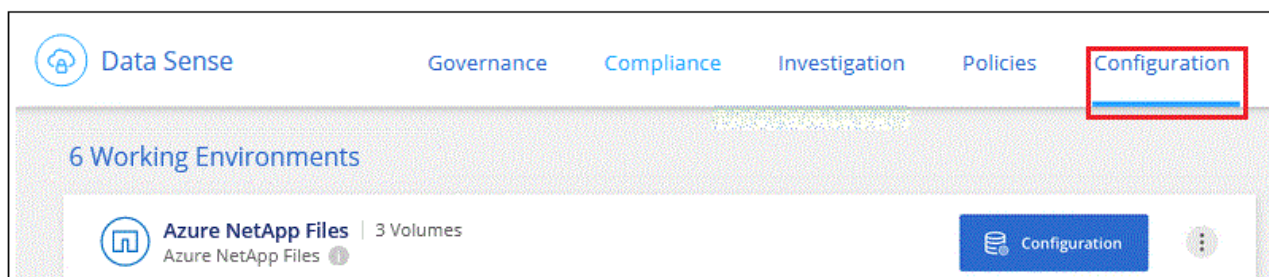 Data Sense Governance Compliance Investigation Policies Configuration
6 Working Environments
Azure NetApp Files | 3 Volumes
Azure NetApp Files
Configuration